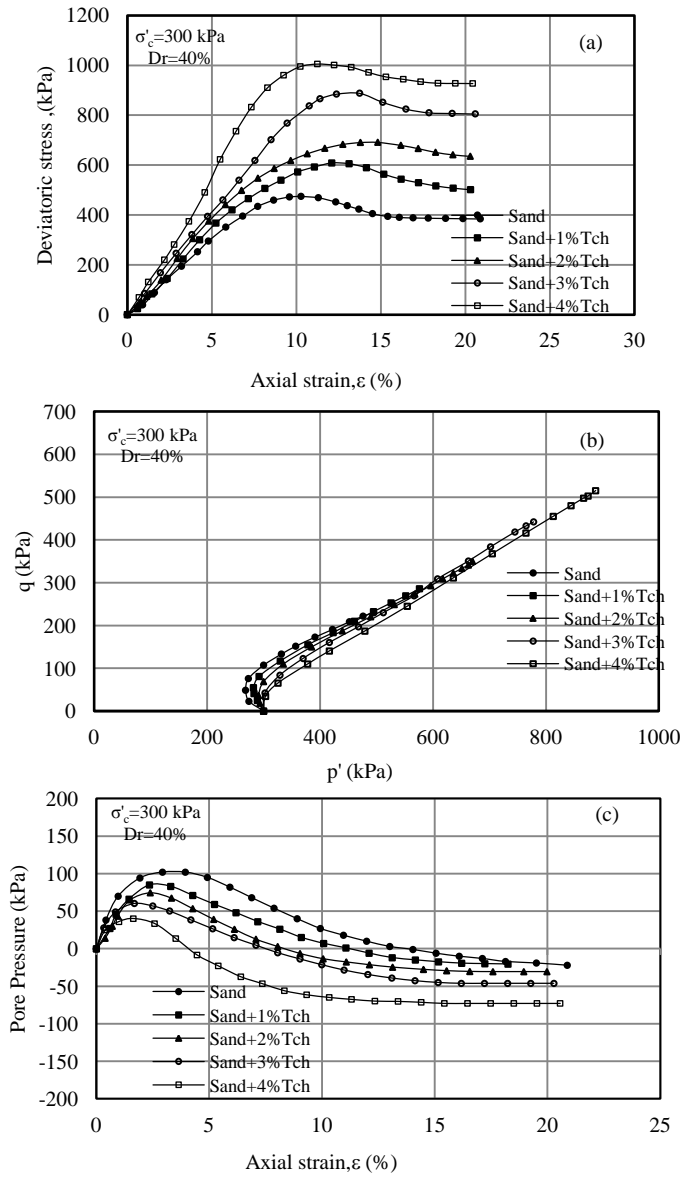 1200
σ'c=300 kPa
Dr=40%
(a)
1000
800
600
400
200
0
Deviatoric stress ,(kPa)
Sand
Sand+1%Tch
Sand+2%Tch
Sand+3%Tch
Sand+4%Tch
0 5 10 15 20 25 30
Axial strain,ε (%)
700
σ'c=300 kPa
Dr=40%
(b)
600
500
400
300
200
100
0
q (kPa)
Sand
Sand+1%Tch
Sand+2%Tch
Sand+3%Tch
Sand+4%Tch
0 200 400 600 800 1000
p' (kPa)
200
σ'c=300 kPa
Dr=40%
(c)
150
100
50
0
-50
-100
-150
-200
Pore Pressure (kPa)
Sand
Sand+1%Tch
Sand+2%Tch
Sand+3%Tch
Sand+4%Tch
0 5 10 15 20 25
Axial strain,ε (%)